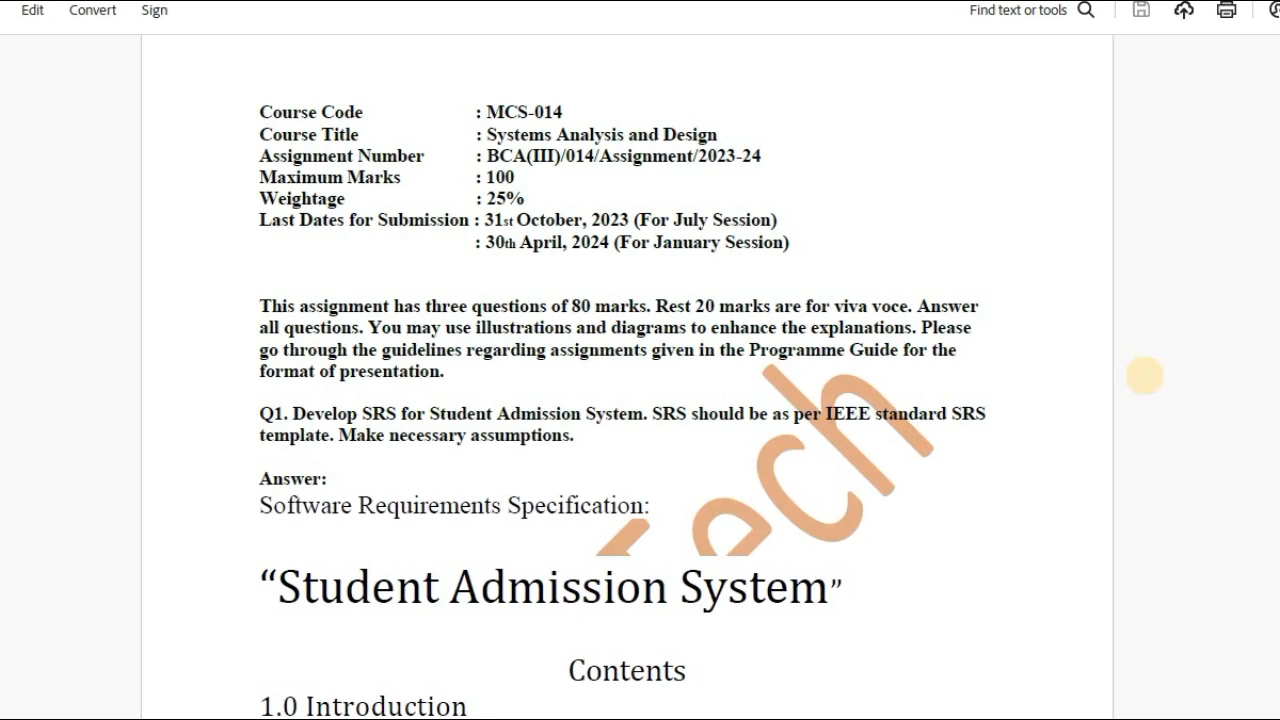 Edit Convert Sign Find text or tools
Course Code : MCS-014
Course Title : Systems Analysis and Design
Assignment Number : BCA(III)/014/Assignment/2023-24
Maximum Marks : 100
Weightage : 25%
Last Dates for Submission : 31st October, 2023 (For July Session)
: 30th April, 2024 (For January Session)
This assignment has three questions of 80 marks. Rest 20 marks are for viva voce. Answer
all questions. You may use illustrations and diagrams to enhance the explanations. Please
go through the guidelines regarding assignments given in the Programme Guide for the
format of presentation.
Q1. Develop SRS for Student Admission System. SRS should be as per IEEE standard SRS
template. Make necessary assumptions.
Answer:
Software Requirements Specification:
“Student Admission System”
Contents
1.0 Introduction